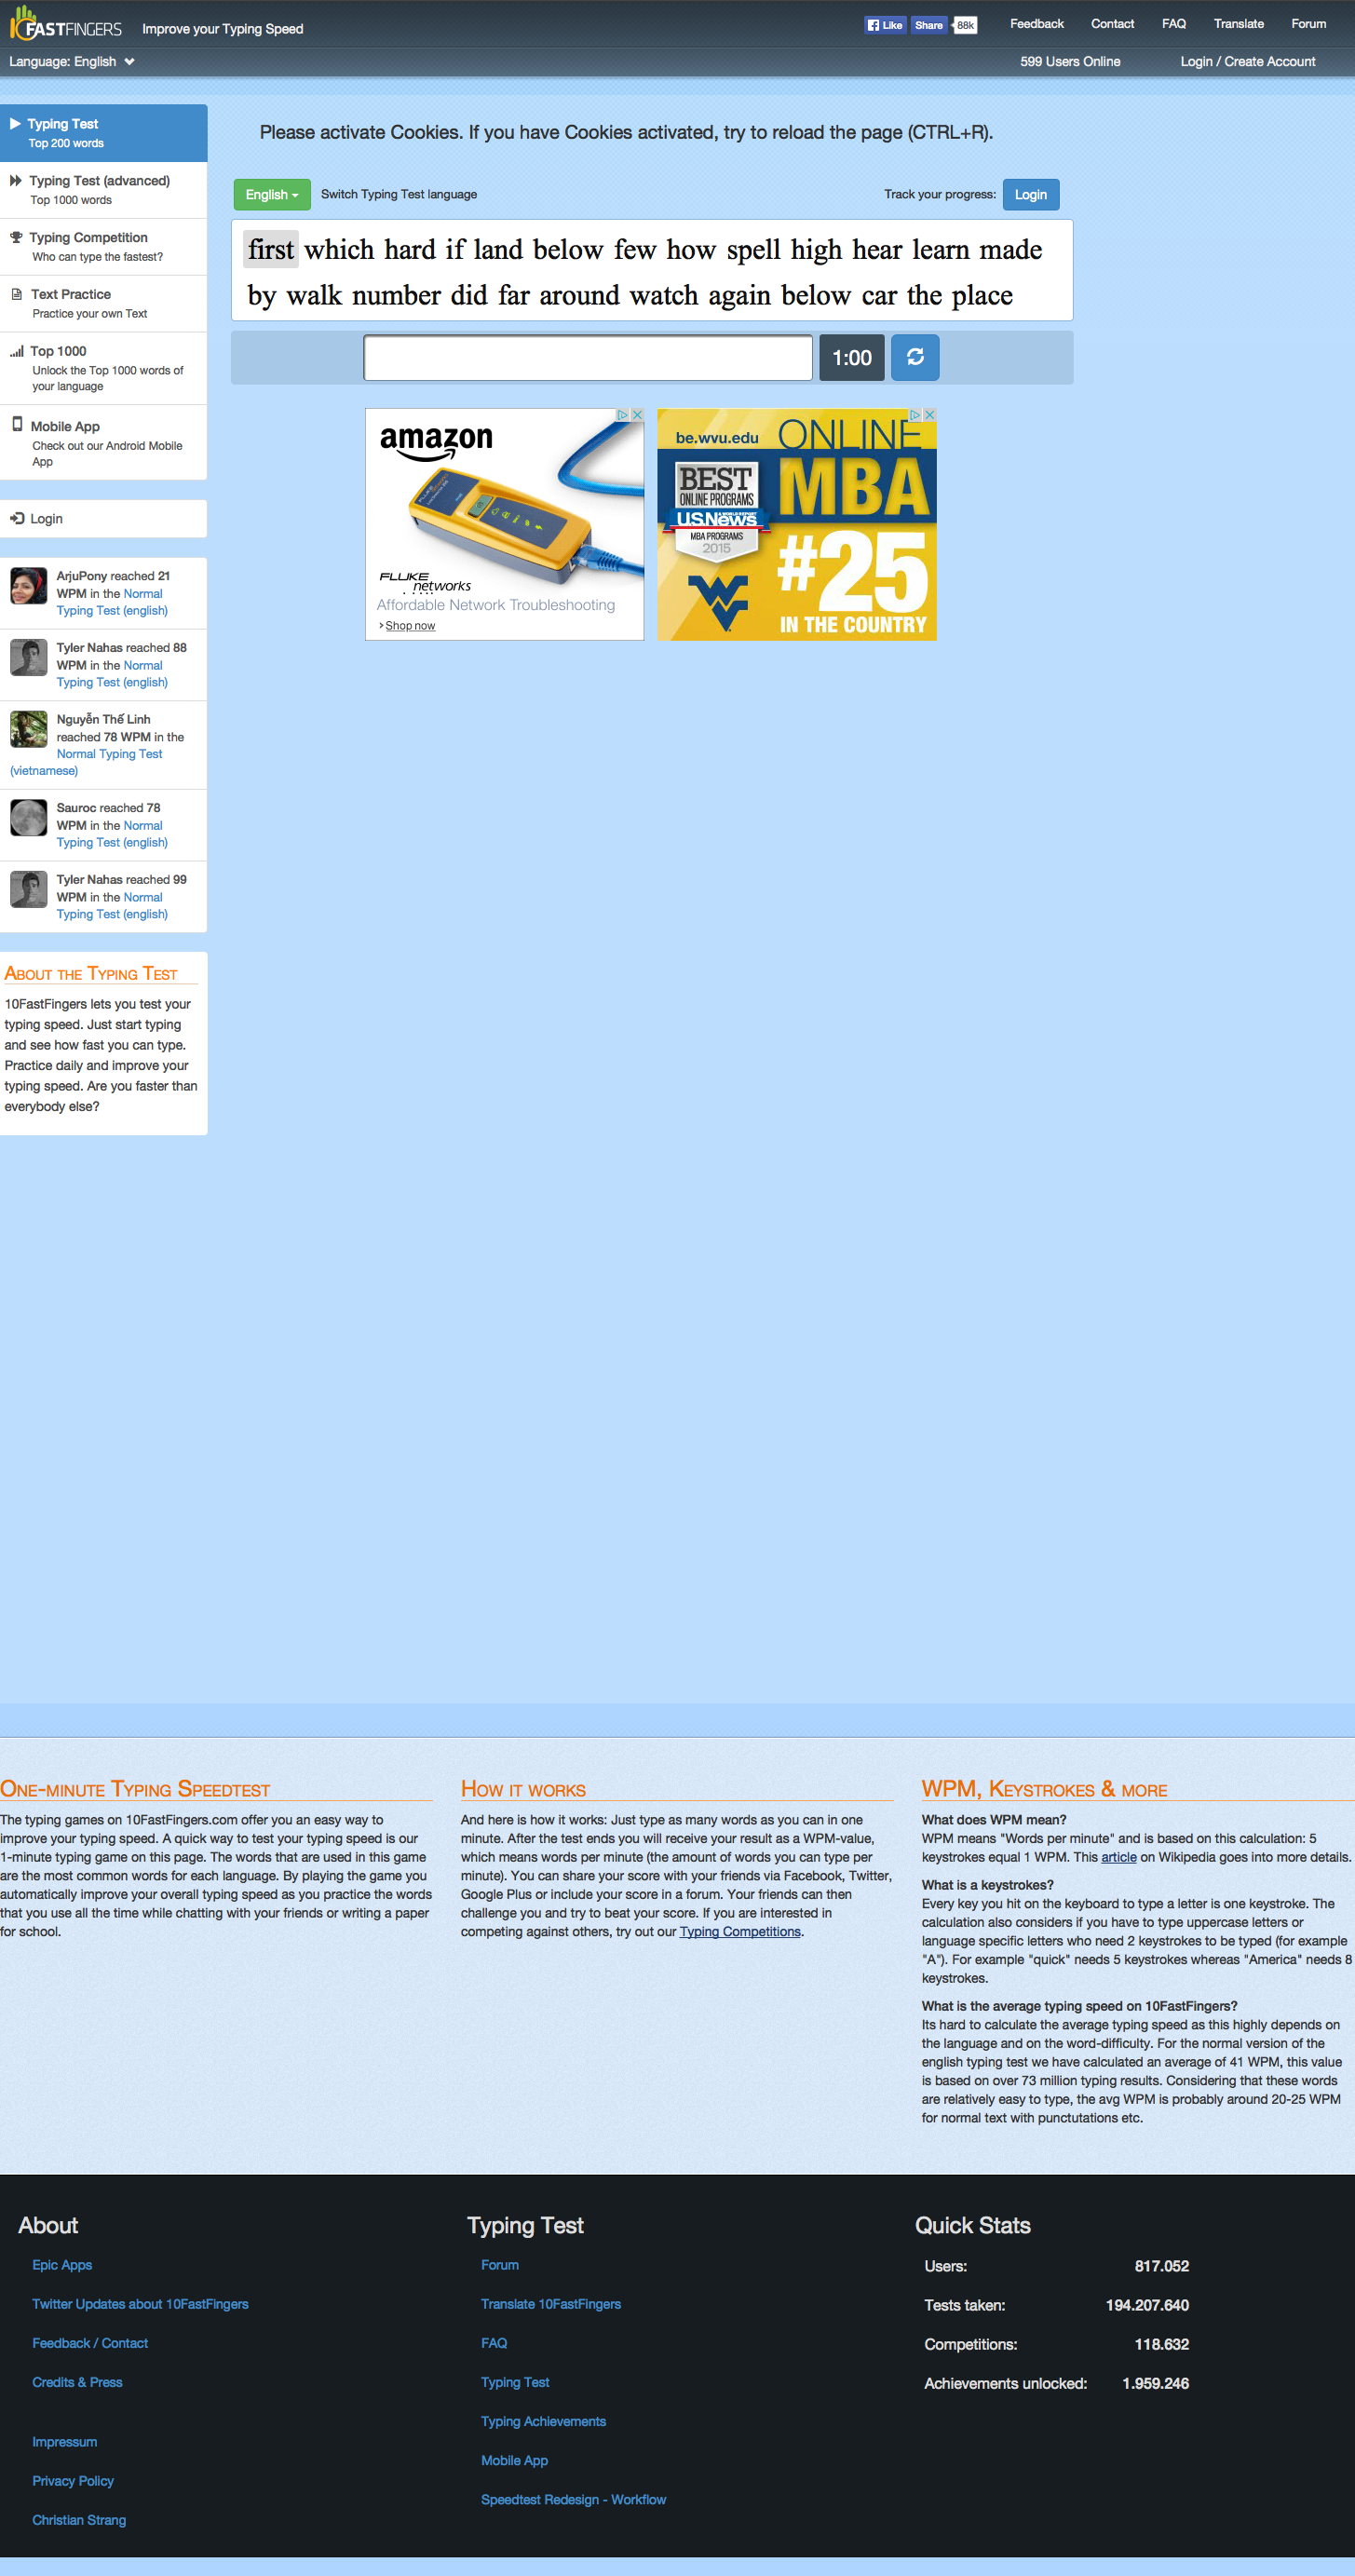 FASTFINGERS
Improve your Typing Speed
Like
Share
88k
Feedback
Contact
FAQ
Translate
Forum
Language: English
599 Users Online
Login / Create Account
Typing Test
Top 200 words
Typing Test (advanced)
Top 1000 words
Typing Competition
Who can type the fastest?
Text Practice
Practice your own Text
Top 1000
Unlock the Top 1000 words of
your language
Mobile App
Check out our Android Mobile
App
Login
ArjuPony reached 21
WPM in the Normal
Typing Test (english)
Tyler Nahas reached 88
WPM in the Normal
Typing Test (english)
Nguyễn Thế Linh
reached 78 WPM in the
Normal Typing Test
(vietnamese)
Sauroc reached 78
WPM in the Normal
Typing Test (english)
Tyler Nahas reached 99
WPM in the Normal
Typing Test (english)
About the Typing Test
10FastFingers lets you test your
typing speed. Just start typing
and see how fast you can type.
Practice daily and improve your
typing speed. Are you faster than
everybody else?
Please activate Cookies. If you have Cookies activated, try to reload the page (CTRL+R).
English
Switch Typing Test language
Track your progress:
Login
first which hard if land below few how spell high hear learn made
by walk number did far around watch again below car the place
1:00
amazon
FLUKE
networks
Affordable Network Troubleshooting
Shop now
be.wvu.edu
ONLINE
MBA
BEST
ONLINE PROGRAMS
U.S.News
MBA PROGRAMS
2015
#25
IN THE COUNTRY
One-minute Typing Speedtest
The typing games on 10FastFingers.com offer you an easy way to
improve your typing speed. A quick way to test your typing speed is our
1-minute typing game on this page. The words that are used in this game
are the most common words for each language. By playing the game you
automatically improve your overall typing speed as you practice the words
that you use all the time while chatting with your friends or writing a paper
for school.
How it works
And here is how it works: Just type as many words as you can in one
minute. After the test ends you will receive your result as a WPM-value,
which means words per minute (the amount of words you can type per
minute). You can share your score with your friends via Facebook, Twitter,
Google Plus or include your score in a forum. Your friends can then
challenge you and try to beat your score. If you are interested in
competing against others, try out our Typing Competitions.
WPM, Keystrokes & more
What does WPM mean?
WPM means "Words per minute" and is based on this calculation: 5
keystrokes equal 1 WPM. This article on Wikipedia goes into more details.
What is a keystrokes?
Every key you hit on the keyboard to type a letter is one keystroke. The
calculation also considers if you have to type uppercase letters or
language specific letters who need 2 keystrokes to be typed (for example
"A"). For example "quick" needs 5 keystrokes whereas "America" needs 8
keystrokes.
What is the average typing speed on 10FastFingers?
Its hard to calculate the average typing speed as this highly depends on
the language and on the word-difficulty. For the normal version of the
english typing test we have calculated an average of 41 WPM, this value
is based on over 73 million typing results. Considering that these words
are relatively easy to type, the avg WPM is probably around 20-25 WPM
for normal text with punctutations etc.
About
Epic Apps
Twitter Updates about 10FastFingers
Feedback / Contact
Credits & Press
Impressum
Privacy Policy
Christian Strang
Typing Test
Forum
Translate 10FastFingers
FAQ
Typing Test
Typing Achievements
Mobile App
Speedtest Redesign - Workflow
Quick Stats
Users: 817.052
Tests taken: 194.207.640
Competitions: 118.632
Achievements unlocked: 1.959.246